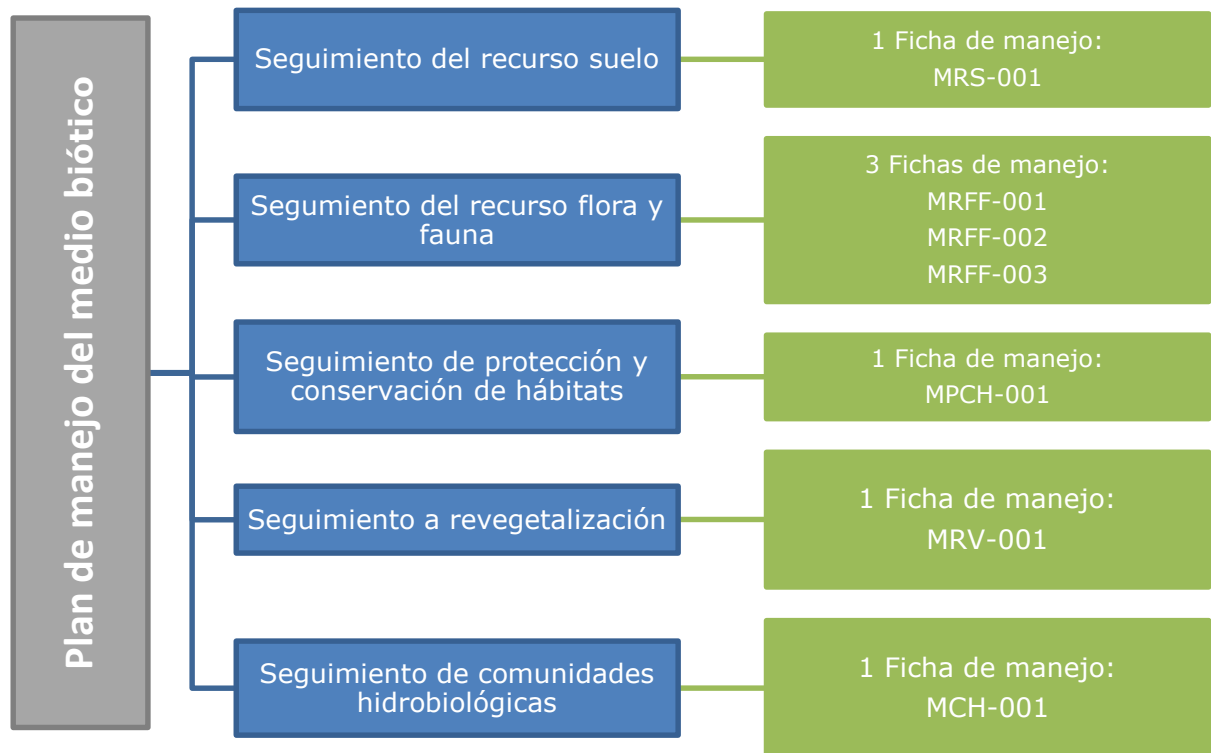 Plan de manejo del medio biótico
Seguimiento del recurso suelo
1 Ficha de manejo:
MRS-001
Segumiento del recurso flora y
fauna
3 Fichas de manejo:
MRFF-001
MRFF-002
MRFF-003
Seguimiento de protección y
conservación de hábitats
1 Ficha de manejo:
MPCH-001
Seguimiento a revegetalización
1 Ficha de manejo:
MRV-001
Seguimiento de comunidades
hidrobiológicas
1 Ficha de manejo:
MCH-001